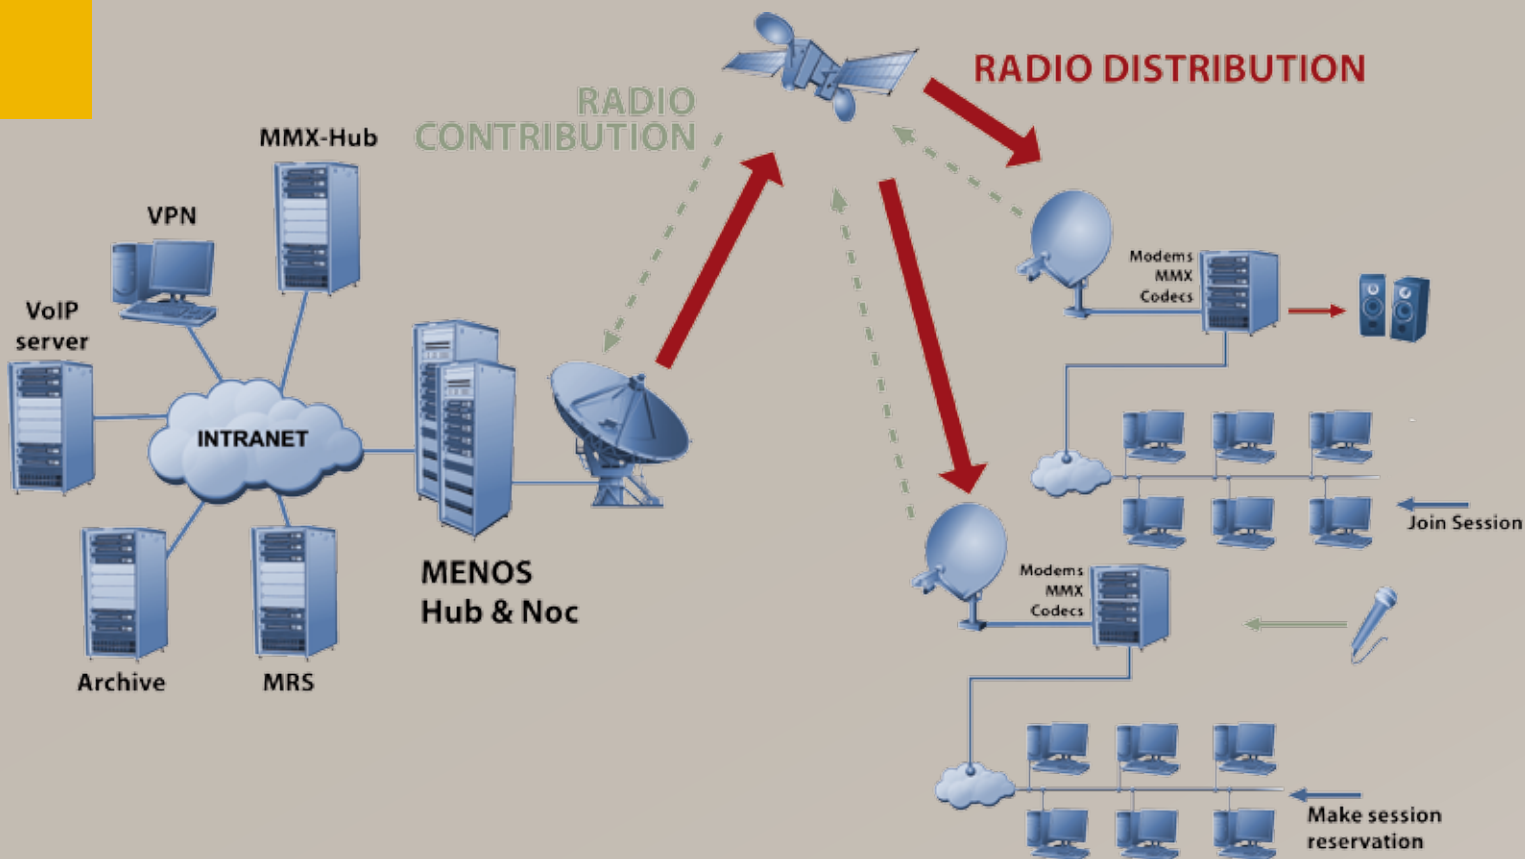 RADIO DISTRIBUTION
RADIO
CONTRIBUTION
MMX-Hub
VPN
VoIP
server
INTRANET
Archive
MRS
MENOS
Hub & Noc
Modems
MMX
Codecs
Join Session
Modems
MMX
Codecs
Make session
reservation